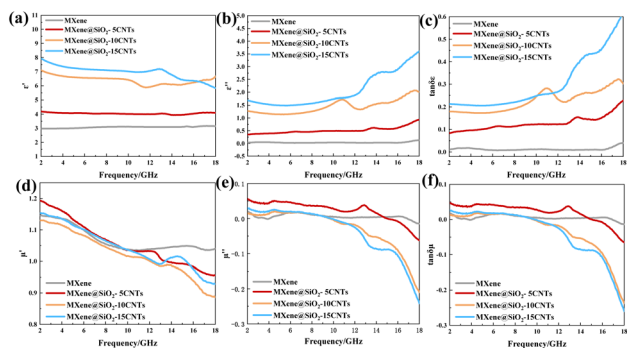 (a)
MXene
MXene@SiO₂- 5CNTs
MXene@SiO₂-10CNTs
MXene@SiO₂-15CNTs
ε'
11
10
9
8
7
6
5
4
3
2
1
0
2 4 6 8 10 12 14 16 18
Frequency/GHz
(b)
MXene
MXene@SiO₂- 5CNTs
MXene@SiO₂-10CNTs
MXene@SiO₂-15CNTs
ε''
5.0
4.5
4.0
3.5
3.0
2.5
2.0
1.5
1.0
0.5
0.0
-0.5
2 4 6 8 10 12 14 16 18
Frequency/GHz
(c)
MXene
MXene@SiO₂- 5CNTs
MXene@SiO₂-10CNTs
MXene@SiO₂-15CNTs
tanδε
0.6
0.5
0.4
0.3
0.2
0.1
0.0
2 4 6 8 10 12 14 16 18
Frequency/GHz
(d)
μ'
1.2
1.1
1.0
0.9
0.8
MXene
MXene@SiO₂- 5CNTs
MXene@SiO₂-10CNTs
MXene@SiO₂-15CNTs
2 4 6 8 10 12 14 16 18
Frequency/GHz
(e)
μ''
0.1
0.0
-0.1
-0.2
-0.3
MXene
MXene@SiO₂- 5CNTs
MXene@SiO₂-10CNTs
MXene@SiO₂-15CNTs
2 4 6 8 10 12 14 16 18
Frequency/GHz
(f)
tanδμ
0.1
0.0
-0.1
-0.2
-0.3
MXene
MXene@SiO₂- 5CNTs
MXene@SiO₂-10CNTs
MXene@SiO₂-15CNTs
2 4 6 8 10 12 14 16 18
Frequency/GHz